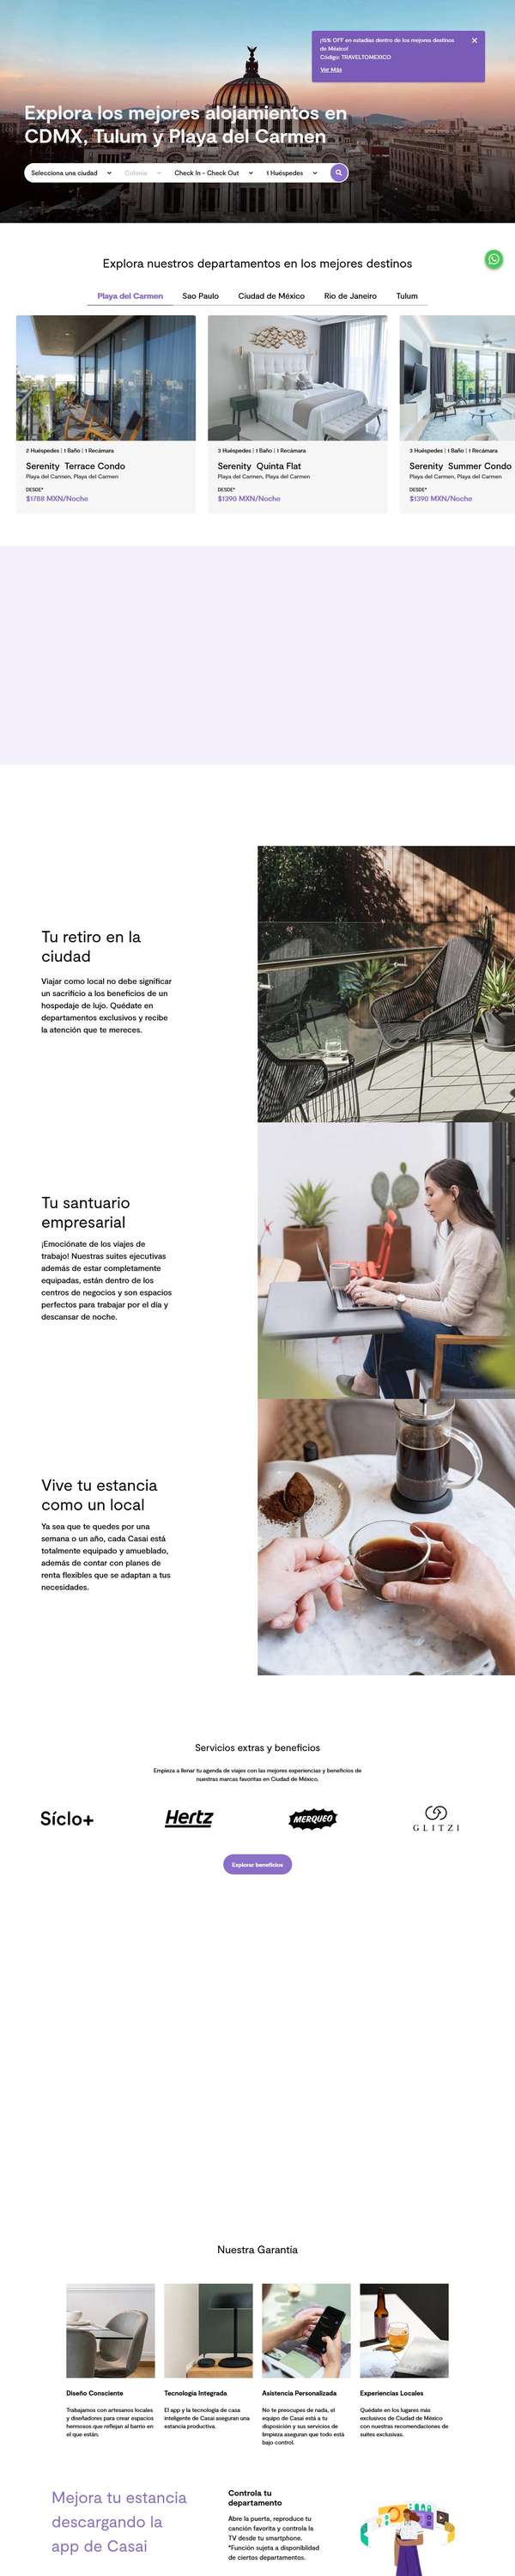 ¡15% OFF en estadías dentro de los mejores destinos
de México!
Código: TRAVELTOMEXICO
Ver Más
Explora los mejores alojamientos en
CDMX, Tulum y Playa del Carmen
Selecciona una ciudad
Colonia
Check In - Check Out
1 Huéspedes
Explora nuestros departamentos en los mejores destinos
Playa del Carmen
Sao Paulo
Ciudad de México
Rio de Janeiro
Tulum
2 Huéspedes | 1 Baño | 1 Recámara
Serenity Terrace Condo
Playa del Carmen, Playa del Carmen
DESDE*
$1788 MXN/Noche
3 Huéspedes | 1 Baño | 1 Recámara
Serenity Quinta Flat
Playa del Carmen, Playa del Carmen
DESDE*
$1390 MXN/Noche
3 Huéspedes | 1 Baño | 1 Recámara
Serenity Summer Condo
Playa del Carmen, Playa del Carmen
DESDE*
$1390 MXN/Noche
Tu retiro en la
ciudad
Viajar como local no debe significar
un sacrificio a los beneficios de un
hospedaje de lujo. Quédate en
departamentos exclusivos y recibe
la atención que te mereces.
Tu santuario
empresarial
¡Emociónate de los viajes de
trabajo! Nuestras suites ejecutivas
además de estar completamente
equipadas, están dentro de los
centros de negocios y son espacios
perfectos para trabajar por el día y
descansar de noche.
Vive tu estancia
como un local
Ya sea que te quedes por una
semana o un año, cada Casai está
totalmente equipado y amueblado,
además de contar con planes de
renta flexibles que se adaptan a tus
necesidades.
Servicios extras y beneficios
Empieza a llenar tu agenda de viajes con las mejores experiencias y beneficios de
nuestras marcas favoritas en Ciudad de México.
Síclo+
Hertz
MERQUEO
GLITZI
Explorar beneficios
Nuestra Garantía
Diseño Consciente
Trabajamos con artesanos locales
y diseñadores para crear espacios
hermosos que reflejan al barrio en
el que están.
Tecnología Integrada
El app y la tecnología de casa
inteligente de Casai aseguran una
estancia productiva.
Asistencia Personalizada
No te preocupes de nada, el
equipo de Casai está a tu
disposición y sus servicios de
limpieza aseguran que todo está
bajo control.
Experiencias Locales
Quédate en los lugares más
exclusivos de Ciudad de México
con nuestras recomendaciones de
suites exclusivas.
Mejora tu estancia
descargando la
app de Casai
Controla tu
departamento
Abre la puerta, reproduce tu
canción favorita y controla la
TV desde tu smartphone.
*Función sujeta a disponibilidad
de ciertos departamentos.